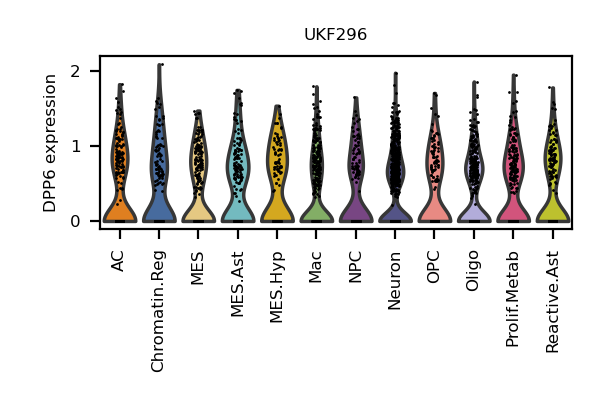 UKF296
DPP6 expression
2
1
0
AC
Chromatin.Reg
MES
MES.Ast
MES.Hyp
Mac
NPC
Neuron
OPC
Oligo
Prolif.Metab
Reactive.Ast